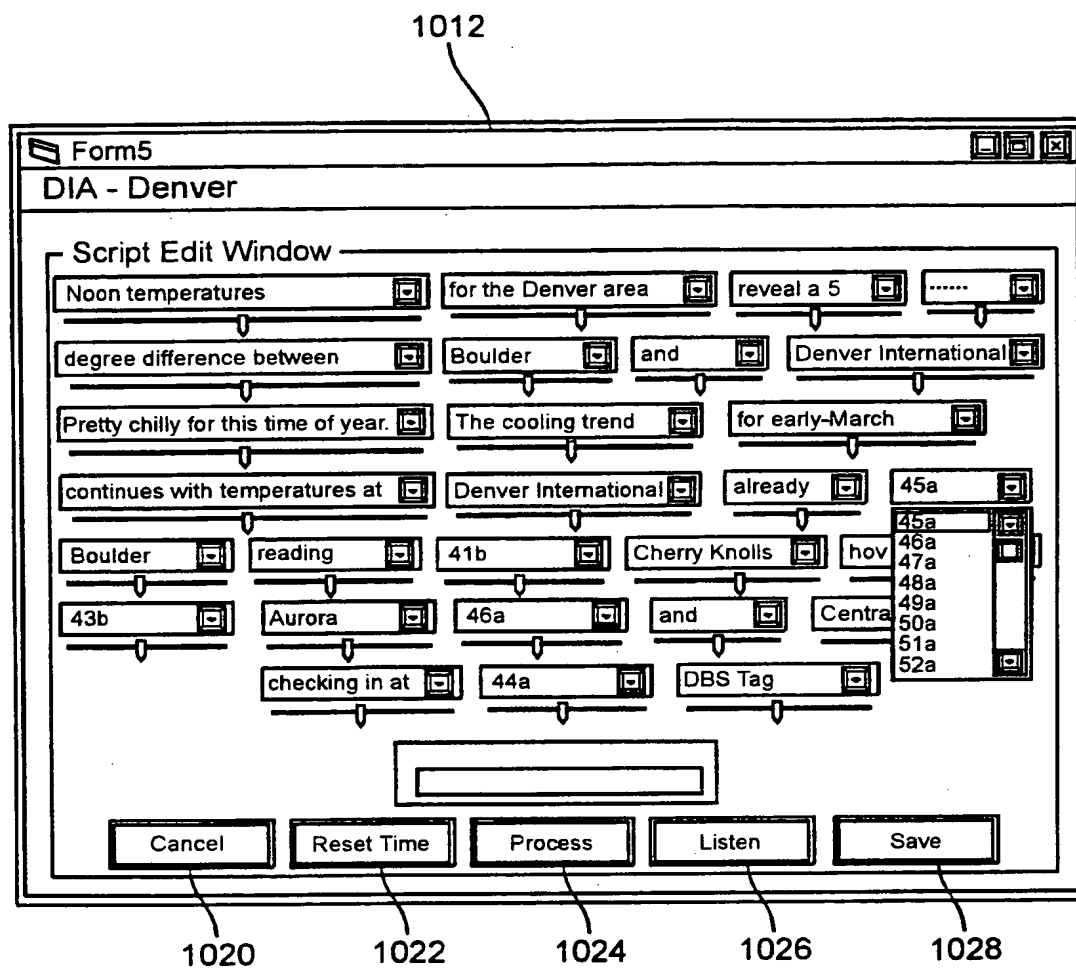 1012
Form5
DIA - Denver
Script Edit Window
Noon temperatures for the Denver area reveal a 5 ------
degree difference between Boulder and Denver International
Pretty chilly for this time of year. The cooling trend for early-March
continues with temperatures at Denver International already 45a
45a
46a
47a
48a
49a
50a
51a
52a
Boulder reading 41b Cherry Knolls hov
43b Aurora 46a and Centra
checking in at 44a DBS Tag
Cancel Reset Time Process Listen Save
1020 1022 1024 1026 1028